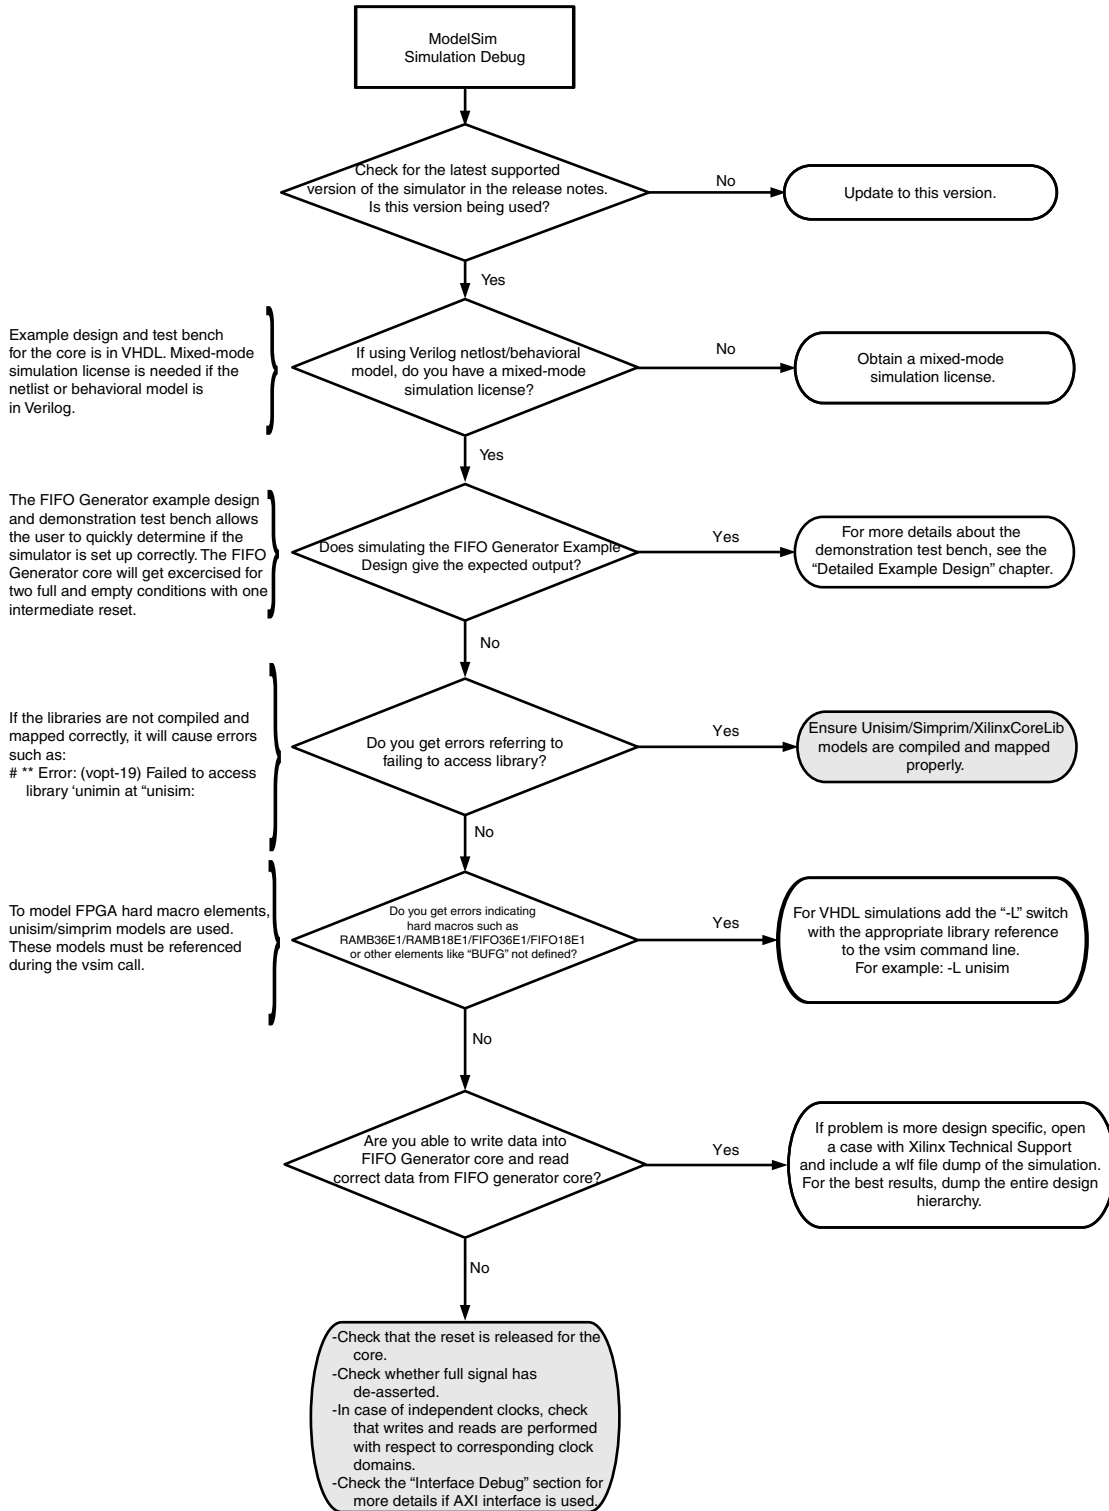 ModelSim
Simulation Debug
Check for the latest supported
version of the simulator in the release notes.
Is this version being used?
No
Update to this version.
Yes
Example design and test bench
for the core is in VHDL. Mixed-mode
simulation license is needed if the
netlist or behavioral model is
in Verilog.
If using Verilog netlost/behavioral
model, do you have a mixed-mode
simulation license?
No
Obtain a mixed-mode
simulation license.
Yes
The FIFO Generator example design
and demonstration test bench allows
the user to quickly determine if the
simulator is set up correctly. The FIFO
Generator core will get excercised for
two full and empty conditions with one
intermediate reset.
Does simulating the FIFO Generator Example
Design give the expected output?
Yes
For more details about the
demonstration test bench, see the
“Detailed Example Design” chapter.
No
If the libraries are not compiled and
mapped correctly, it will cause errors
such as:
# ** Error: (vopt-19) Failed to access
library ‘unimin at “unisim:
Do you get errors referring to
failing to access library?
Yes
Ensure Unisim/Simprim/XilinxCoreLib
models are compiled and mapped
properly.
No
To model FPGA hard macro elements,
unisim/simprim models are used.
These models must be referenced
during the vsim call.
Do you get errors indicating
hard macros such as
RAMB36E1/RAMB18E1/FIFO36E1/FIFO18E1
or other elements like “BUFG” not defined?
Yes
For VHDL simulations add the “-L” switch
with the appropriate library reference
to the vsim command line.
For example: -L unisim
No
Are you able to write data into
FIFO Generator core and read
correct data from FIFO generator core?
Yes
If problem is more design specific, open
a case with Xilinx Technical Support
and include a wlf file dump of the simulation.
For the best results, dump the entire design
hierarchy.
No
-Check that the reset is released for the
core.
-Check whether full signal has
de-asserted.
-In case of independent clocks, check
that writes and reads are performed
with respect to corresponding clock
domains.
-Check the “Interface Debug” section for
more details if AXI interface is used.